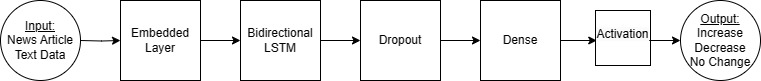 Input:
News Article
Text Data
Embedded
Layer
Bidirectional
LSTM
Dropout
Dense
Activation
Output:
Increase
Decrease
No Change